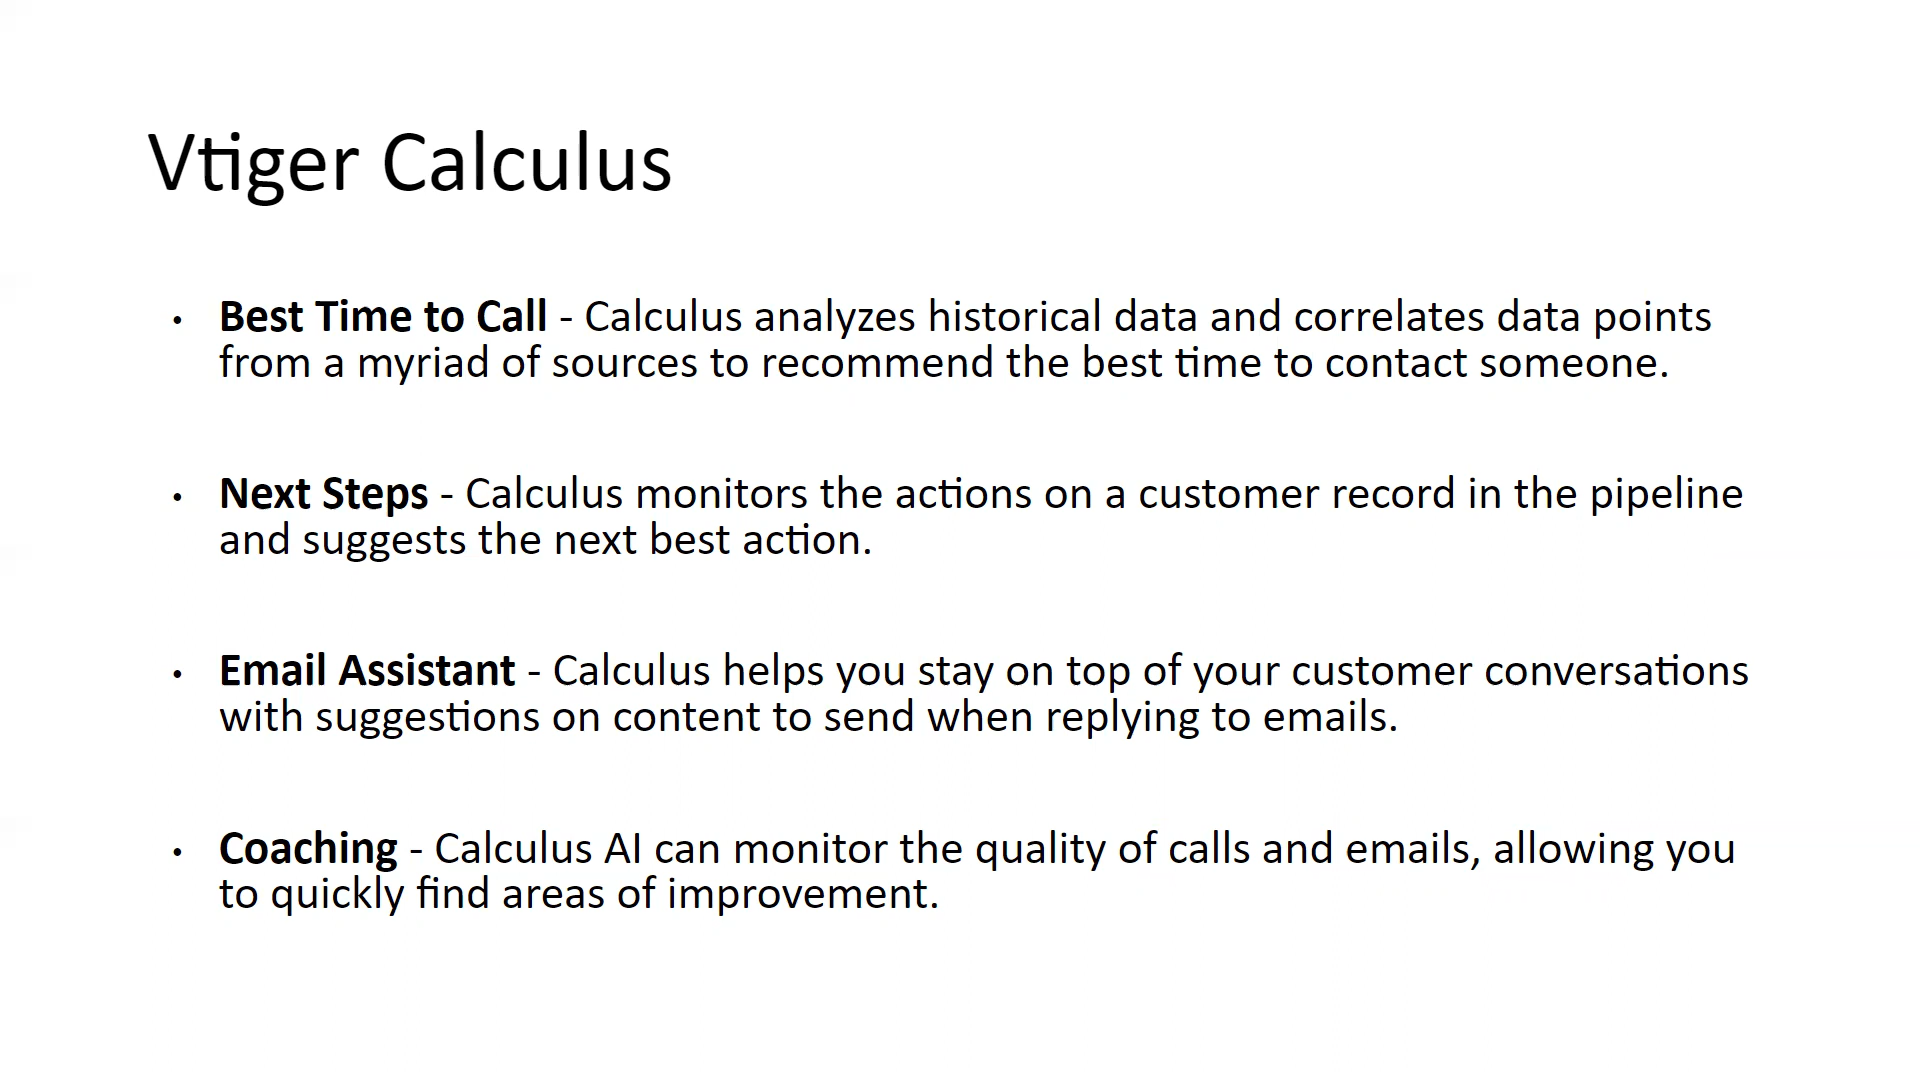 Vtiger Calculus
• Best Time to Call - Calculus analyzes historical data and correlates data points
from a myriad of sources to recommend the best time to contact someone.
• Next Steps - Calculus monitors the actions on a customer record in the pipeline
and suggests the next best action.
• Email Assistant - Calculus helps you stay on top of your customer conversations
with suggestions on content to send when replying to emails.
• Coaching - Calculus AI can monitor the quality of calls and emails, allowing you
to quickly find areas of improvement.